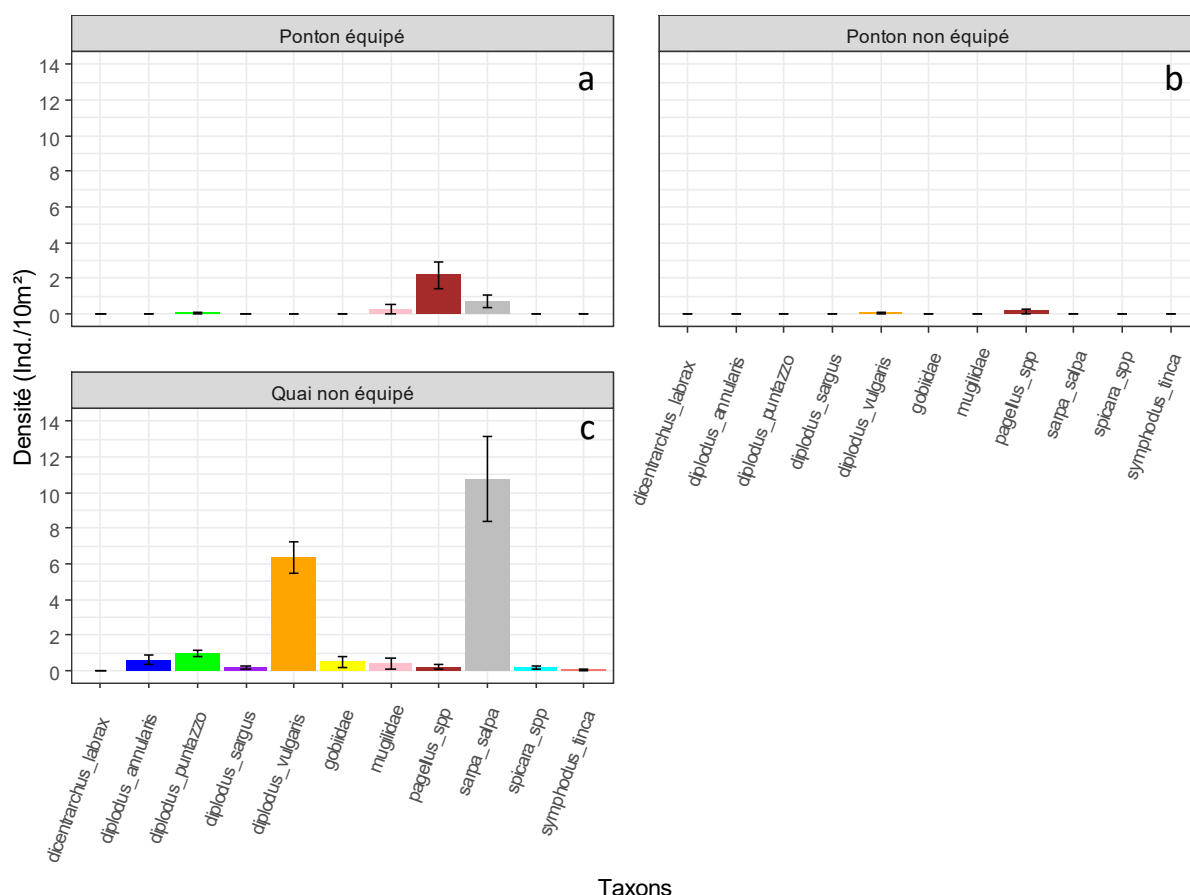 Ponton équipé
Ponton non équipé
14
12
10
8
6
4
2
0
a
b
dicentrarchus_labrax
diplodus_annularis
diplodus_puntazzo
diplodus_sargus
diplodus_vulgaris
gobiidae
mugilidae
pagellus_spp
sarpa_salpa
spicara_spp
symphodus_tinca
Densité (Ind./10m²)
Quai non équipé
14
12
10
8
6
4
2
0
c
dicentrarchus_labrax
diplodus_annularis
diplodus_puntazzo
diplodus_sargus
diplodus_vulgaris
gobiidae
mugilidae
pagellus_spp
sarpa_salpa
spicara_spp
symphodus_tinca
Taxons